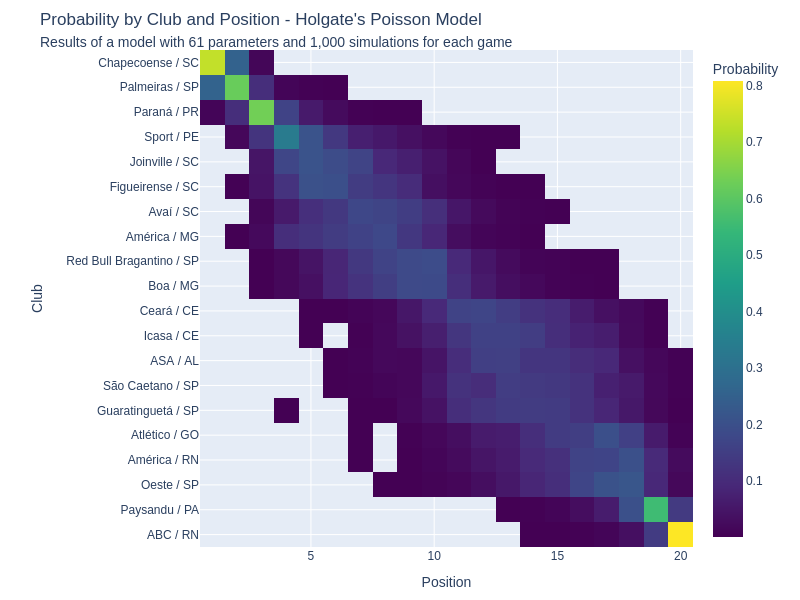 Probability by Club and Position - Holgate's Poisson Model
Results of a model with 61 parameters and 1,000 simulations for each game
Probability
Chapecoense / SC
Palmeiras / SP
Paraná / PR
Sport / PE
Joinville / SC
Figueirense / SC
Avaí / SC
América / MG
Red Bull Bragantino / SP
Boa / MG
Ceará / CE
Icasa / CE
ASA / AL
São Caetano / SP
Guaratinguetá / SP
Atlético / GO
América / RN
Oeste / SP
Paysandu / PA
ABC / RN
Club
5
10
15
20
Position
0.8
0.7
0.6
0.5
0.4
0.3
0.2
0.1